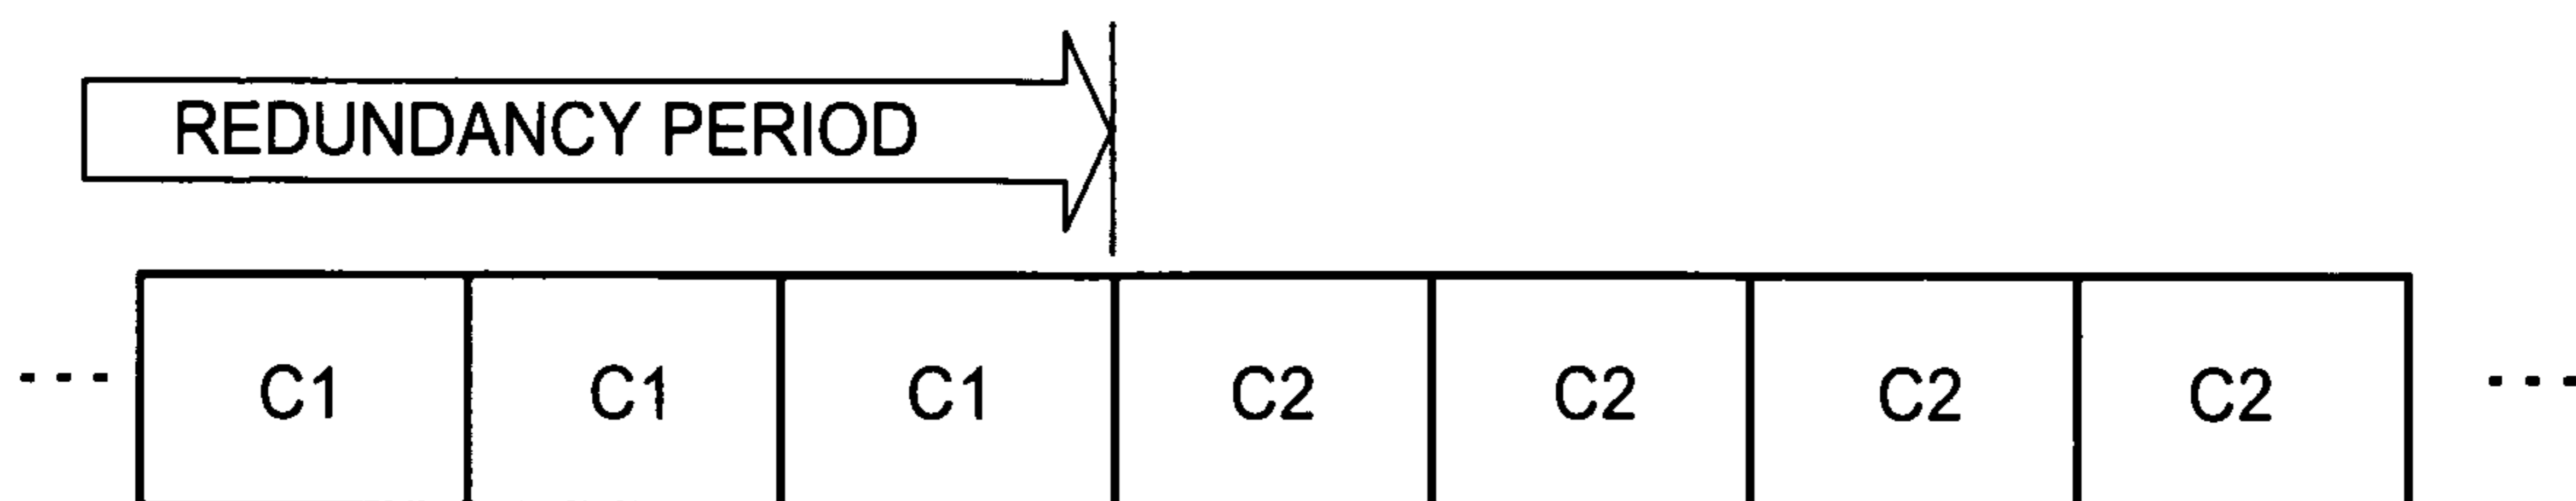 REDUNDANCY PERIOD
... C1 C1 C1 C2 C2 C2 C2 ...